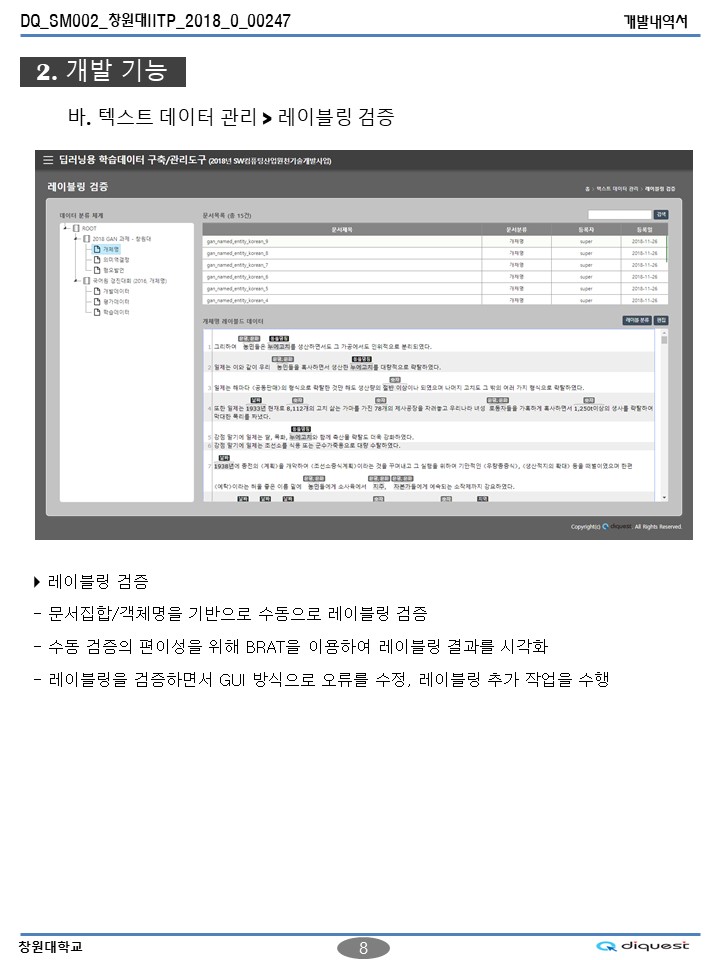 DQ_SM002_창원대IITP_2018_0_00247
개발내역서
2. 개발 기능
바. 텍스트 데이터 관리 > 레이블링 검증
딥러닝용 학습데이터 구축/관리도구 (2018년 SW컴퓨팅산업원천기술개발사업)
레이블링 검증
홈 > 텍스트 데이터 관리 > 레이블링 검증
데이터 분류 체계
ROOT
2018 GAN 과제 - 창원대
개체명
의미역결정
혐오발언
국어원 경진대회 (2016, 개체명)
개발데이터
평가데이터
학습데이터
문서목록 (총 15건)
검색
문서제목 문서분류 등록자 등록일
gan_named_entity_korean_9 개체명 super 2018-11-26
gan_named_entity_korean_8 개체명 super 2018-11-26
gan_named_entity_korean_7 개체명 super 2018-11-26
gan_named_entity_korean_6 개체명 super 2018-11-26
gan_named_entity_korean_5 개체명 super 2018-11-26
gan_named_entity_korean_4 개체명 super 2018-11-26
개체명 레이블드 데이터
레이블 분류 편집
1 그리하여 농민들은 누에고치를 생산하면서도 그 가공에서도 인위적으로 분리되였다.
2 일제는 이와 같이 우리 농민들을 혹사하면서 생산한 누에고치를 대량적으로 략탈하였다.
3 일제는 해마다 《공동판매》의 형식으로 략탈한 것만 해도 생산량의 절반 이상이나 되였으며 나머지 고치도 그 밖의 여러 가지 형식으로 략탈하였다.
4 또한 일제는 1933년 현재로 8,112개의 고치 삶는 가마를 가진 78개의 제사공장을 차려놓고 우리나라 녀성 로동자들을 가혹하게 혹사하면서 1,250t이상의 생사를 략탈하여
막대한 폭리를 짜냈다.
5 강점 말기에 일제는 쌀, 목화, 누에고치와 함께 축산물 략탈도 더욱 강화하였다.
6 강점 말기에 일제는 조선소를 식용 또는 군수가죽용으로 대량 수탈하였다.
7 1938년에 종전의 《계획》을 개악하여 《조선소증식계획》이라는 것을 꾸며내고 그 실행을 위하여 기만적인 《우량종증식》, 《생산적지의 확대》 등을 떠벌이였으며 한편
《예탁》이라는 허울 좋은 이름 밑에 농민들에게 소사육에서 지주, 자본가들에게 예속되는 소작제까지 강요하였다.
Copyright(c) diquest. All Rights Reserved.
레이블링 검증
- 문서집합/객체명을 기반으로 수동으로 레이블링 검증
- 수동 검증의 편이성을 위해 BRAT을 이용하여 레이블링 결과를 시각화
- 레이블링을 검증하면서 GUI 방식으로 오류를 수정, 레이블링 추가 작업을 수행
창원대학교
8
diquest